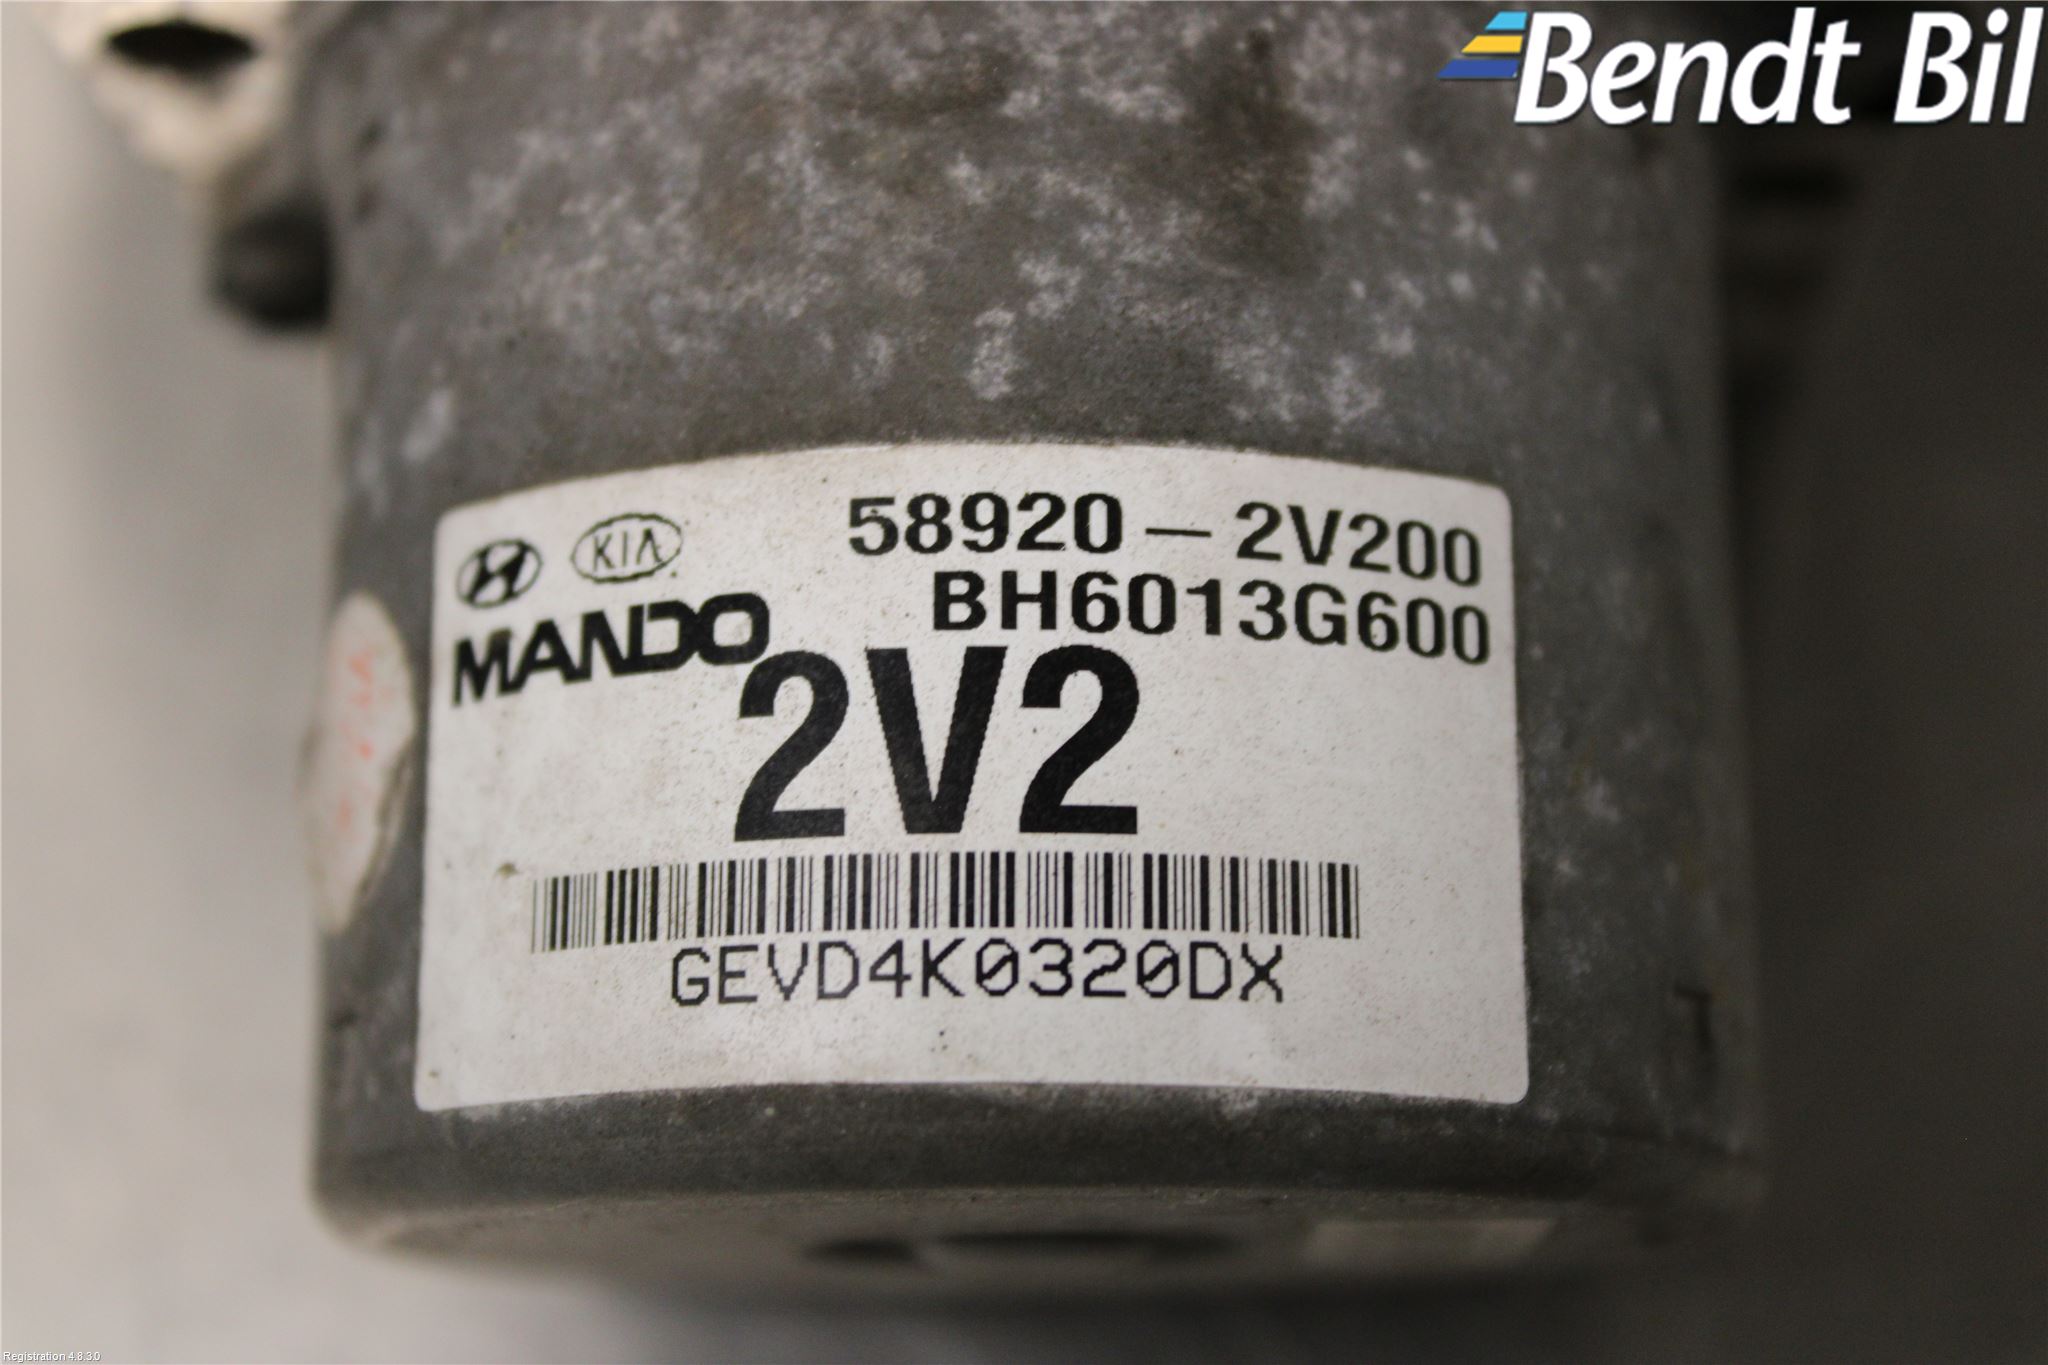 Bendt Bil
KIA
58920-2V200
MANDO
BH6013G600
2V2
GEVD4K0320DX
Registration 4.8.3.0